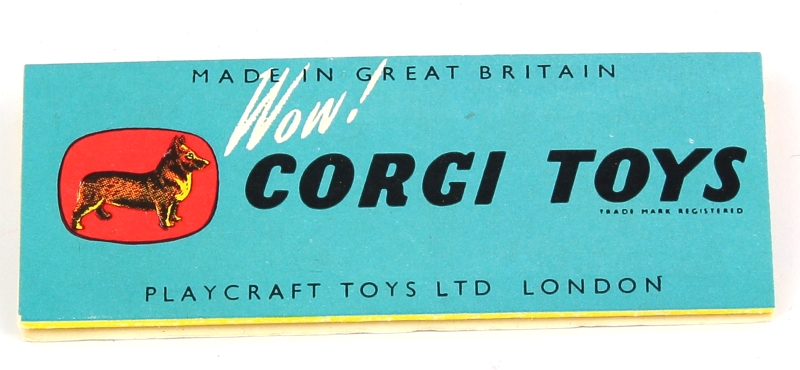 MADE IN GREAT BRITAIN
Wow!
CORGI TOYS
TRADE MARK REGISTERED
PLAYCRAFT TOYS LTD LONDON